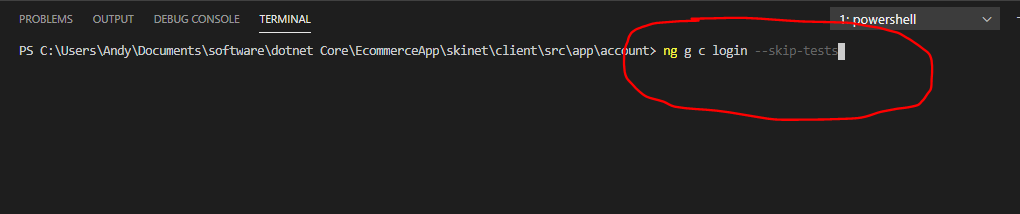 PROBLEMS OUTPUT DEBUG CONSOLE TERMINAL 1: powershell
PS C:\Users\Andy\Documents\software\dotnet Core\EcommerceApp\skinet\client\src\app\account> ng g c login --skip-tests